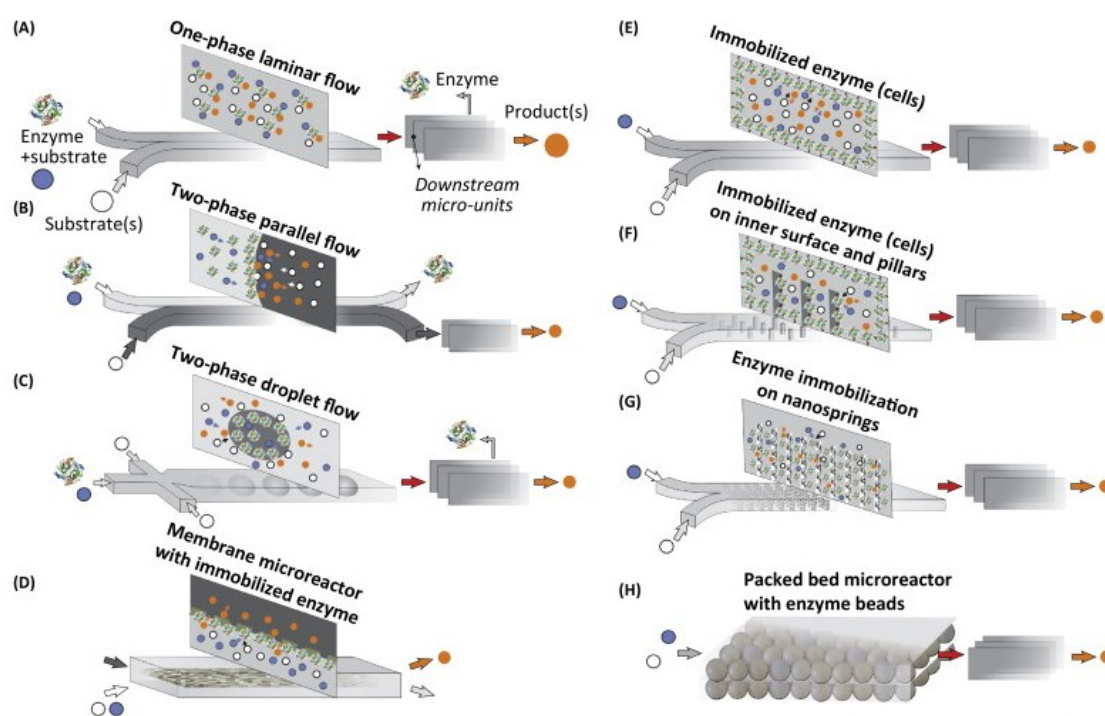 (A)
One-phase laminar flow
Enzyme
+substrate
Substrate(s)
Enzyme
Product(s)
Downstream
micro-units
(B)
Two-phase parallel flow
(C)
Two-phase droplet flow
(D)
Membrane microreactor
with immobilized enzyme
(E)
Immobilized enzyme (cells)
(F)
Immobilized enzyme (cells)
on inner surface and pillars
(G)
Enzyme immobilization
on nanosprings
(H)
Packed bed microreactor
with enzyme beads